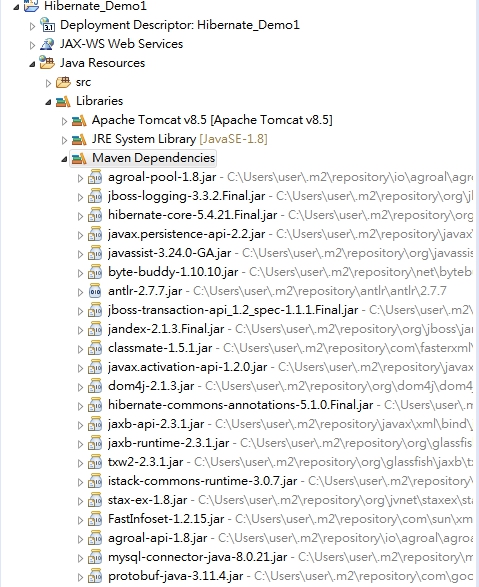 Hibernate_Demo1
Deployment Descriptor: Hibernate_Demo1
JAX-WS Web Services
Java Resources
src
Libraries
Apache Tomcat v8.5 [Apache Tomcat v8.5]
JRE System Library [JavaSE-1.8]
Maven Dependencies
agroal-pool-1.8.jar - C:\Users\user\.m2\repository\io\agroal\agro
jboss-logging-3.3.2.Final.jar - C:\Users\user\.m2\repository\org\j
hibernate-core-5.4.21.Final.jar - C:\Users\user\.m2\repository\org
javax.persistence-api-2.2.jar - C:\Users\user\.m2\repository\javax\
javassist-3.24.0-GA.jar - C:\Users\user\.m2\repository\org\javassis
byte-buddy-1.10.10.jar - C:\Users\user\.m2\repository\net\byteb
antlr-2.7.7.jar - C:\Users\user\.m2\repository\antlr\antlr\2.7.7
jboss-transaction-api_1.2_spec-1.1.1.Final.jar - C:\Users\user\.m
jandex-2.1.3.Final.jar - C:\Users\user\.m2\repository\org\jboss\jan
classmate-1.5.1.jar - C:\Users\user\.m2\repository\com\fasterxml\
javax.activation-api-1.2.0.jar - C:\Users\user\.m2\repository\javax
dom4j-2.1.3.jar - C:\Users\user\.m2\repository\org\dom4j\dom4
hibernate-commons-annotations-5.1.0.Final.jar - C:\Users\user\.m
jaxb-api-2.3.1.jar - C:\Users\user\.m2\repository\javax\xml\bind\
jaxb-runtime-2.3.1.jar - C:\Users\user\.m2\repository\org\glassfis
txw2-2.3.1.jar - C:\Users\user\.m2\repository\org\glassfish\jaxb\t
istack-commons-runtime-3.0.7.jar - C:\Users\user\.m2\repository
stax-ex-1.8.jar - C:\Users\user\.m2\repository\org\jvnet\staxex\sta
FastInfoset-1.2.15.jar - C:\Users\user\.m2\repository\com\sun\xm
agroal-api-1.8.jar - C:\Users\user\.m2\repository\io\agroal\agroal
mysql-connector-java-8.0.21.jar - C:\Users\user\.m2\repository\m
protobuf-java-3.11.4.jar - C:\Users\user\.m2\repository\com\goo